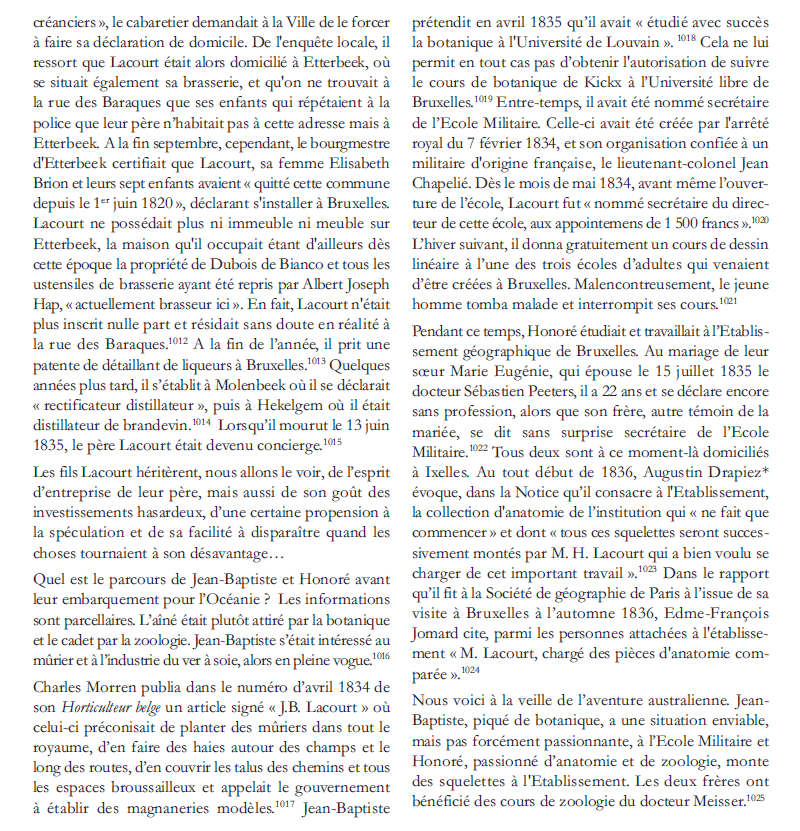 créanciers », le cabaretier demandait à la Ville de le forcer
à faire sa déclaration de domicile. De l'enquête locale, il
ressort que Lacourt était alors domicilié à Etterbeek, où
se situait également sa brasserie, et qu'on ne trouvait à
la rue des Baraques que ses enfants qui répétaient à la
police que leur père n’habitait pas à cette adresse mais à
Etterbeek. A la fin septembre, cependant, le bourgmestre
d'Etterbeek certifiait que Lacourt, sa femme Elisabeth
Brion et leurs sept enfants avaient « quitté cette commune
depuis le 1er juin 1820 », déclarant s'installer à Bruxelles.
Lacourt ne possédait plus ni immeuble ni meuble sur
Etterbeek, la maison qu'il occupait étant d'ailleurs dès
cette époque la propriété de Dubois de Bianco et tous les
ustensiles de brasserie ayant été repris par Albert Joseph
Hap, « actuellement brasseur ici ». En fait, Lacourt n'était
plus inscrit nulle part et résidait sans doute en réalité à
la rue des Baraques.1012 A la fin de l’année, il prit une
patente de détaillant de liqueurs à Bruxelles.1013 Quelques
années plus tard, il s’établit à Molenbeek où il se déclarait
« rectificateur distillateur », puis à Hekelgem où il était
distillateur de brandevin.1014 Lorsqu’il mourut le 13 juin
1835, le père Lacourt était devenu concierge.1015
Les fils Lacourt héritèrent, nous allons le voir, de l’esprit
d’entreprise de leur père, mais aussi de son goût des
investissements hasardeux, d’une certaine propension à
la spéculation et de sa facilité à disparaître quand les
choses tournaient à son désavantage…
Quel est le parcours de Jean-Baptiste et Honoré avant
leur embarquement pour l’Océanie ? Les informations
sont parcellaires. L’aîné était plutôt attiré par la botanique
et le cadet par la zoologie. Jean-Baptiste s’était intéressé au
mûrier et à l’industrie du ver à soie, alors en pleine vogue.1016
Charles Morren publia dans le numéro d’avril 1834 de
son Horticulteur belge un article signé « J.B. Lacourt » où
celui-ci préconisait de planter des mûriers dans tout le
royaume, d’en faire des haies autour des champs et le
long des routes, d’en couvrir les talus des chemins et tous
les espaces broussailleux et appelait le gouvernement
à établir des magnaneries modèles.1017 Jean-Baptiste
prétendit en avril 1835 qu’il avait « étudié avec succès
la botanique à l'Université de Louvain ». 1018 Cela ne lui
permit en tout cas pas d’obtenir l'autorisation de suivre
le cours de botanique de Kickx à l’Université libre de
Bruxelles.1019 Entre-temps, il avait été nommé secrétaire
de l’Ecole Militaire. Celle-ci avait été créée par l'arrêté
royal du 7 février 1834, et son organisation confiée à un
militaire d'origine française, le lieutenant-colonel Jean
Chapelié. Dès le mois de mai 1834, avant même l’ouver-
ture de l’école, Lacourt fut « nommé secrétaire du direc-
teur de cette école, aux appointemens de 1 500 francs ».1020
L’hiver suivant, il donna gratuitement un cours de dessin
linéaire à l’une des trois écoles d’adultes qui venaient
d’être créées à Bruxelles. Malencontreusement, le jeune
homme tomba malade et interrompit ses cours.1021
Pendant ce temps, Honoré étudiait et travaillait à l’Etablis-
sement géographique de Bruxelles. Au mariage de leur
sœur Marie Eugénie, qui épouse le 15 juillet 1835 le
docteur Sébastien Peeters, il a 22 ans et se déclare encore
sans profession, alors que son frère, autre témoin de la
mariée, se dit sans surprise secrétaire de l’Ecole
Militaire.1022 Tous deux sont à ce moment-là domiciliés
à Ixelles. Au tout début de 1836, Augustin Drapiez*
évoque, dans la Notice qu’il consacre à l'Etablissement,
la collection d'anatomie de l’institution qui « ne fait que
commencer » et dont « tous ces squelettes seront succes-
sivement montés par M. H. Lacourt qui a bien voulu se
charger de cet important travail ».1023 Dans le rapport
qu’il fit à la Société de géographie de Paris à l’issue de sa
visite à Bruxelles à l’automne 1836, Edme-François
Jomard cite, parmi les personnes attachées à l'établisse-
ment « M. Lacourt, chargé des pièces d'anatomie com-
parée ».1024
Nous voici à la veille de l’aventure australienne. Jean-
Baptiste, piqué de botanique, a une situation enviable,
mais pas forcément passionnante, à l’Ecole Militaire et
Honoré, passionné d’anatomie et de zoologie, monte
des squelettes à l'Etablissement. Les deux frères ont
bénéficié des cours de zoologie du docteur Meisser.1025